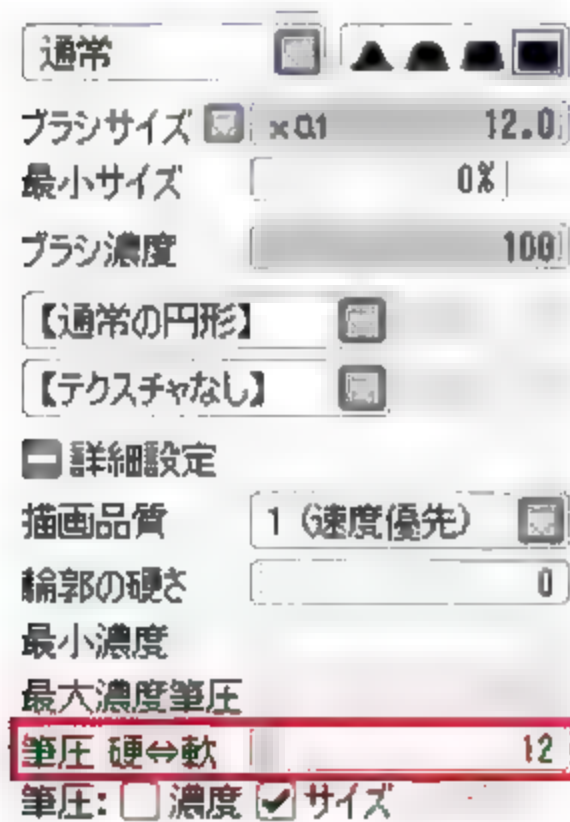 通常
ブラシサイズ ×0.1 12.0
最小サイズ 0%
ブラシ濃度 100
【通常の円形】
【テクスチャなし】
詳細設定
描画品質 1 (速度優先)
輪郭の硬さ 0
最小濃度
最大濃度筆圧
筆圧 硬⇔軟 12
筆圧: 濃度 サイズ